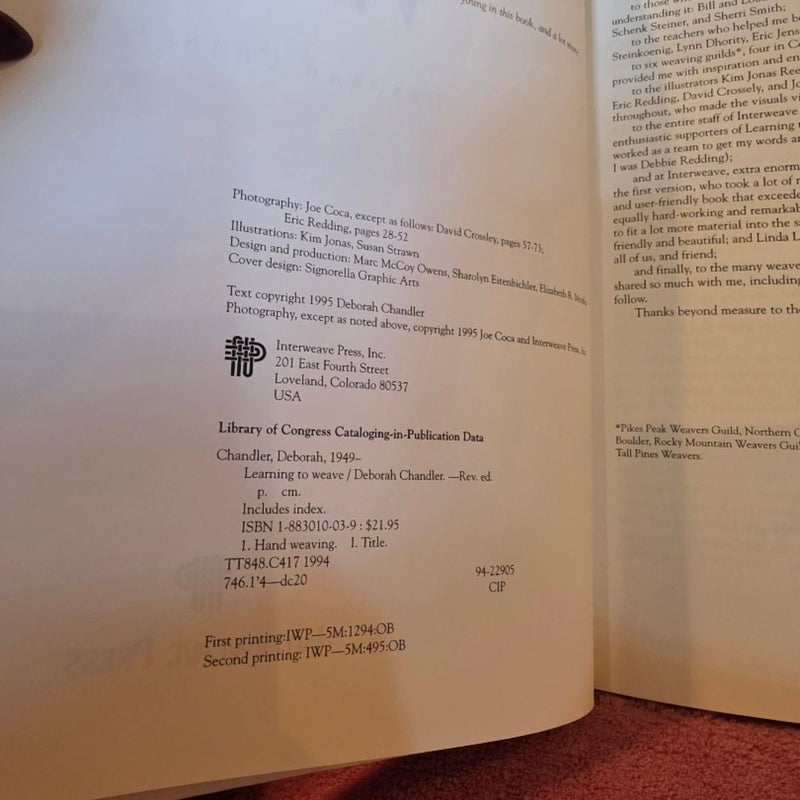 ything in this book, and a lot more.
Photography: Joe Coca, except as follows: David Crossley, pages 57-73;
Eric Redding, pages 28-52
Illustrations: Kim Jonas, Susan Strawn
Design and production: Marc McCoy Owens, Sharolyn Eitenbichler, Elizabeth R.
Cover design: Signorella Graphic Arts
Text copyright 1995 Deborah Chandler
Photography, except as noted above, copyright 1995 Joe Coca and Interweave Press, Inc.
Interweave Press, Inc.
201 East Fourth Street
Loveland, Colorado 80537
USA
Library of Congress Cataloging-in-Publication Data
Chandler, Deborah, 1949–
Learning to weave / Deborah Chandler. —Rev. ed.
p. cm.
Includes index.
ISBN 1-883010-03-9 : $21.95
1. Hand weaving. I. Title.
TT848.C417 1994
746.1'4—dc20
94-22905
CIP
First printing:IWP—5M:1294:OB
Second printing: IWP—5M:495:OB
to those
understanding it: Bill and
Schenk Steiner, and Sherri Smith;
to the teachers who helped me
Steinkoenig, Lynn Dhority, Eric Jens
to six weaving guilds*, four in
provided me with inspiration and en
to the illustrators Kim Jonas Ree
Eric Redding, David Crossely, and Jo
throughout, who made the visuals vi
to the entire staff of Interweave
enthusiastic supporters of Learning
worked as a team to get my words a
I was Debbie Redding);
and at Interweave, extra enorm
the first version, who took a lot of
and user-friendly book that exceede
equally hard-working and remarkab
to fit a lot more material into the s
friendly and beautiful; and Linda L
all of us, and friend;
and finally, to the many weave
shared so much with me, including
follow.
Thanks beyond measure to the
*Pikes Peak Weavers Guild, Northern C
Boulder, Rocky Mountain Weavers Gui
Tall Pines Weavers.